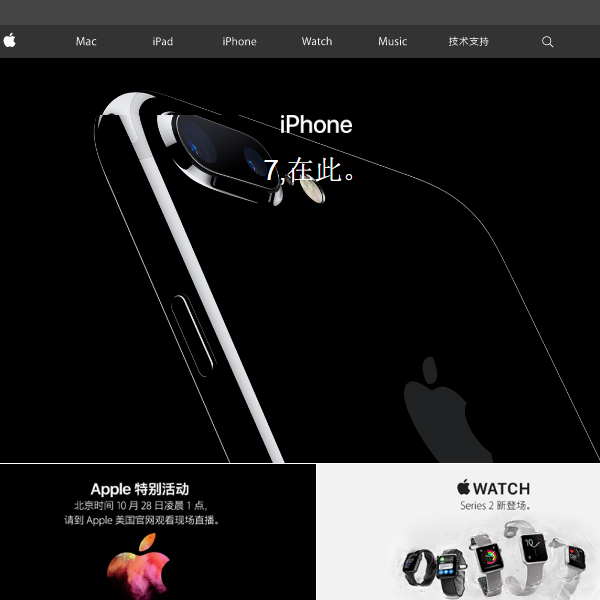 Mac iPad iPhone Watch Music 技术支持
iPhone
7,在此。
Apple 特别活动
北京时间 10 月 28 日凌晨 1 点，
请到 Apple 美国官网观看现场直播。
WATCH
Series 2 新登场。